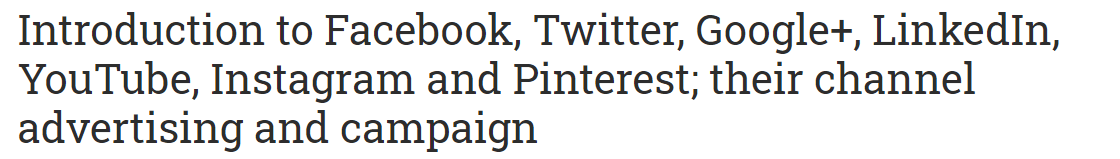 Introduction to Facebook, Twitter, Google+, LinkedIn,
YouTube, Instagram and Pinterest; their channel
advertising and campaign